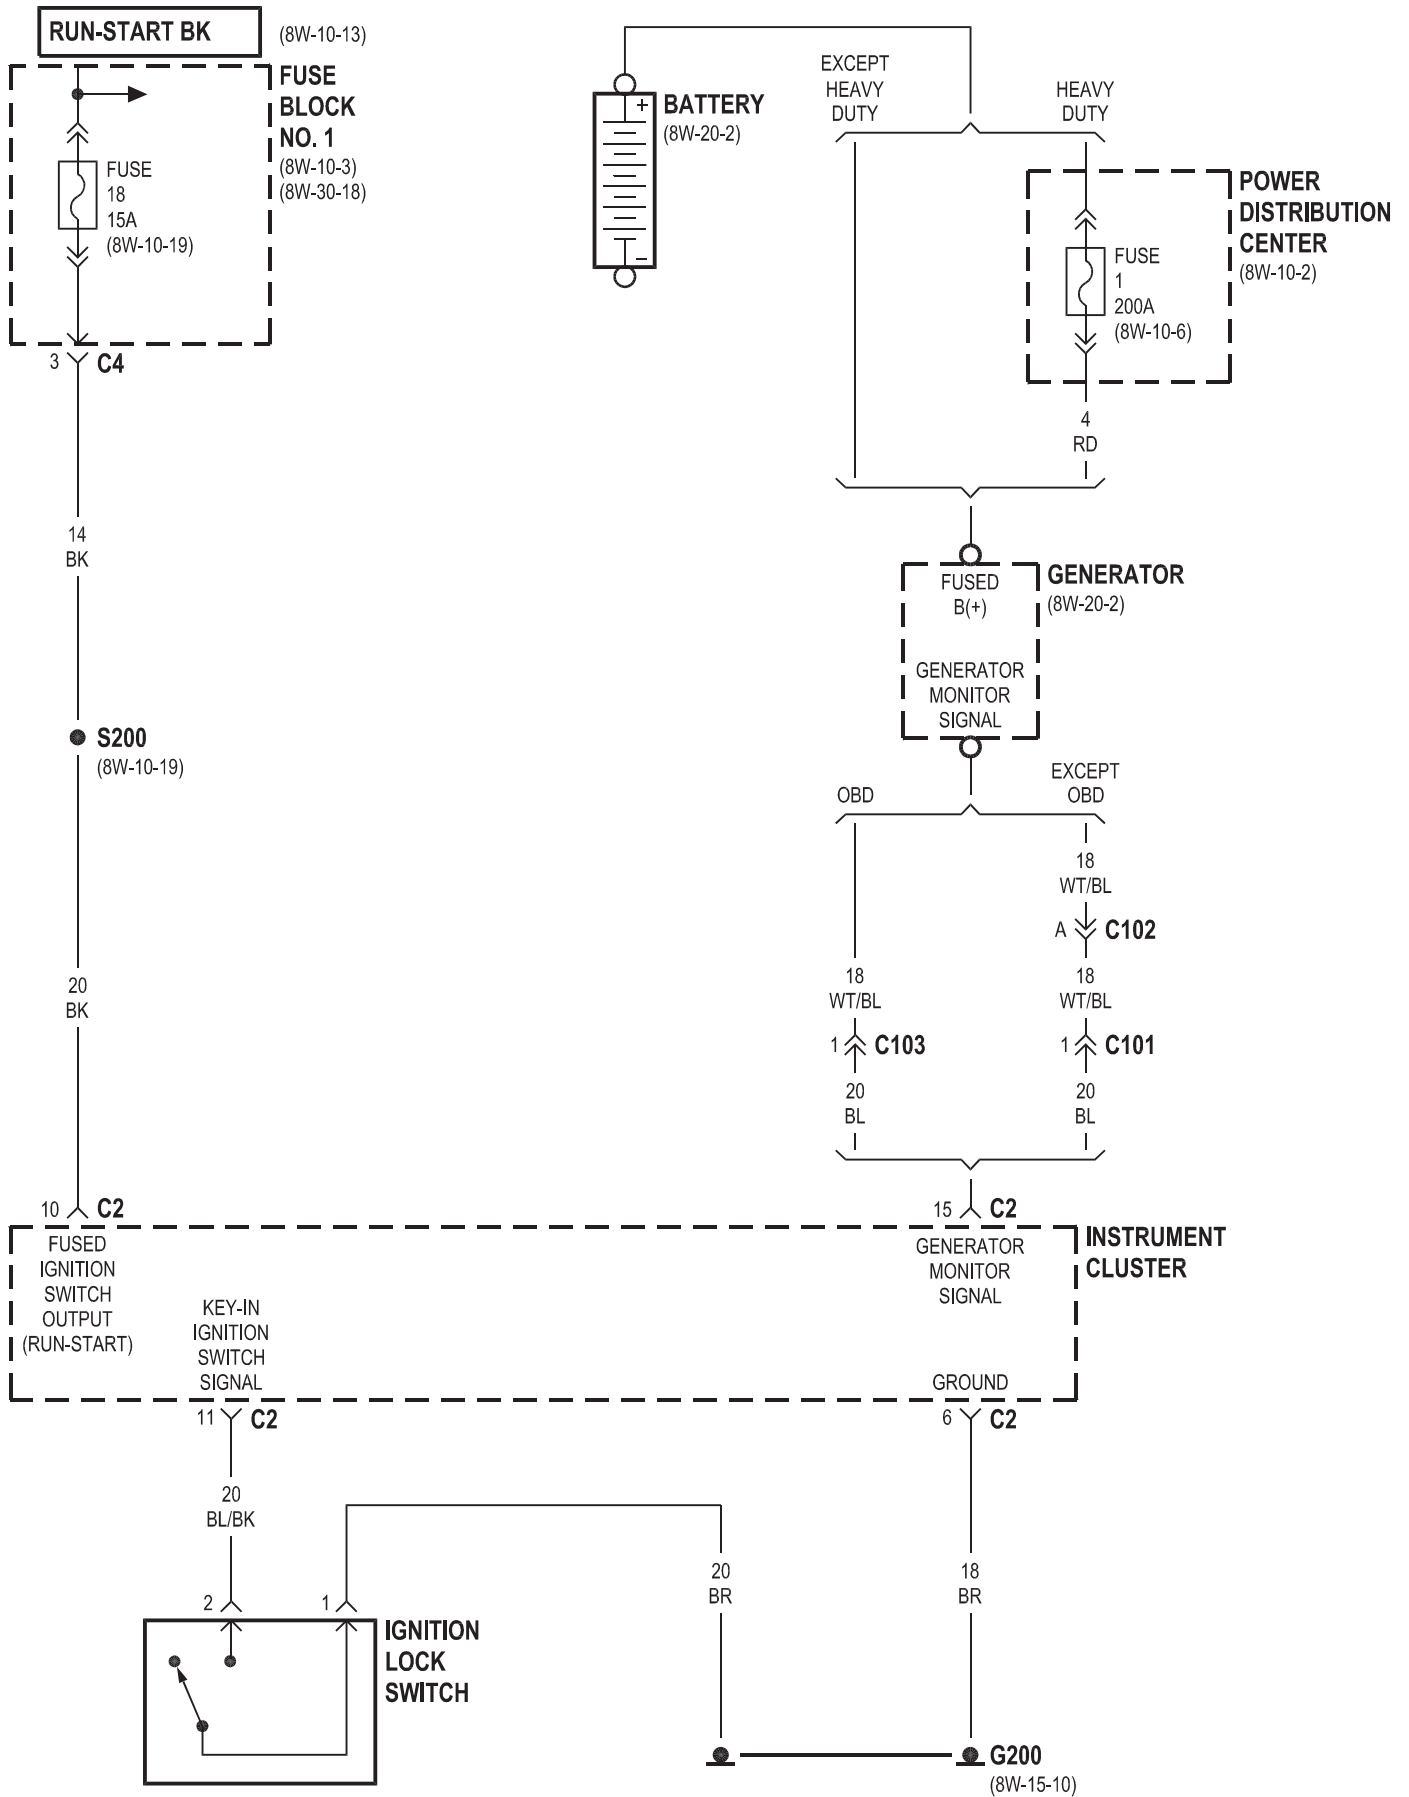 RUN-START BK
(8W-10-13)
FUSE
BLOCK
NO. 1
(8W-10-3)
(8W-30-18)
FUSE
18
15A
(8W-10-19)
3
C4
14
BK
S200
(8W-10-19)
20
BK
10
C2
+
-
BATTERY
(8W-20-2)
EXCEPT
HEAVY
DUTY
HEAVY
DUTY
POWER
DISTRIBUTION
CENTER
(8W-10-2)
FUSE
1
200A
(8W-10-6)
4
RD
FUSED
B(+)
GENERATOR
MONITOR
SIGNAL
GENERATOR
(8W-20-2)
OBD
EXCEPT
OBD
18
WT/BL
A
C102
18
WT/BL
18
WT/BL
1
C103
1
C101
20
BL
20
BL
15
C2
INSTRUMENT
CLUSTER
FUSED
IGNITION
SWITCH
OUTPUT
(RUN-START)
KEY-IN
IGNITION
SWITCH
SIGNAL
GENERATOR
MONITOR
SIGNAL
GROUND
11
C2
6
C2
20
BL/BK
2
1
IGNITION
LOCK
SWITCH
20
BR
18
BR
G200
(8W-15-10)